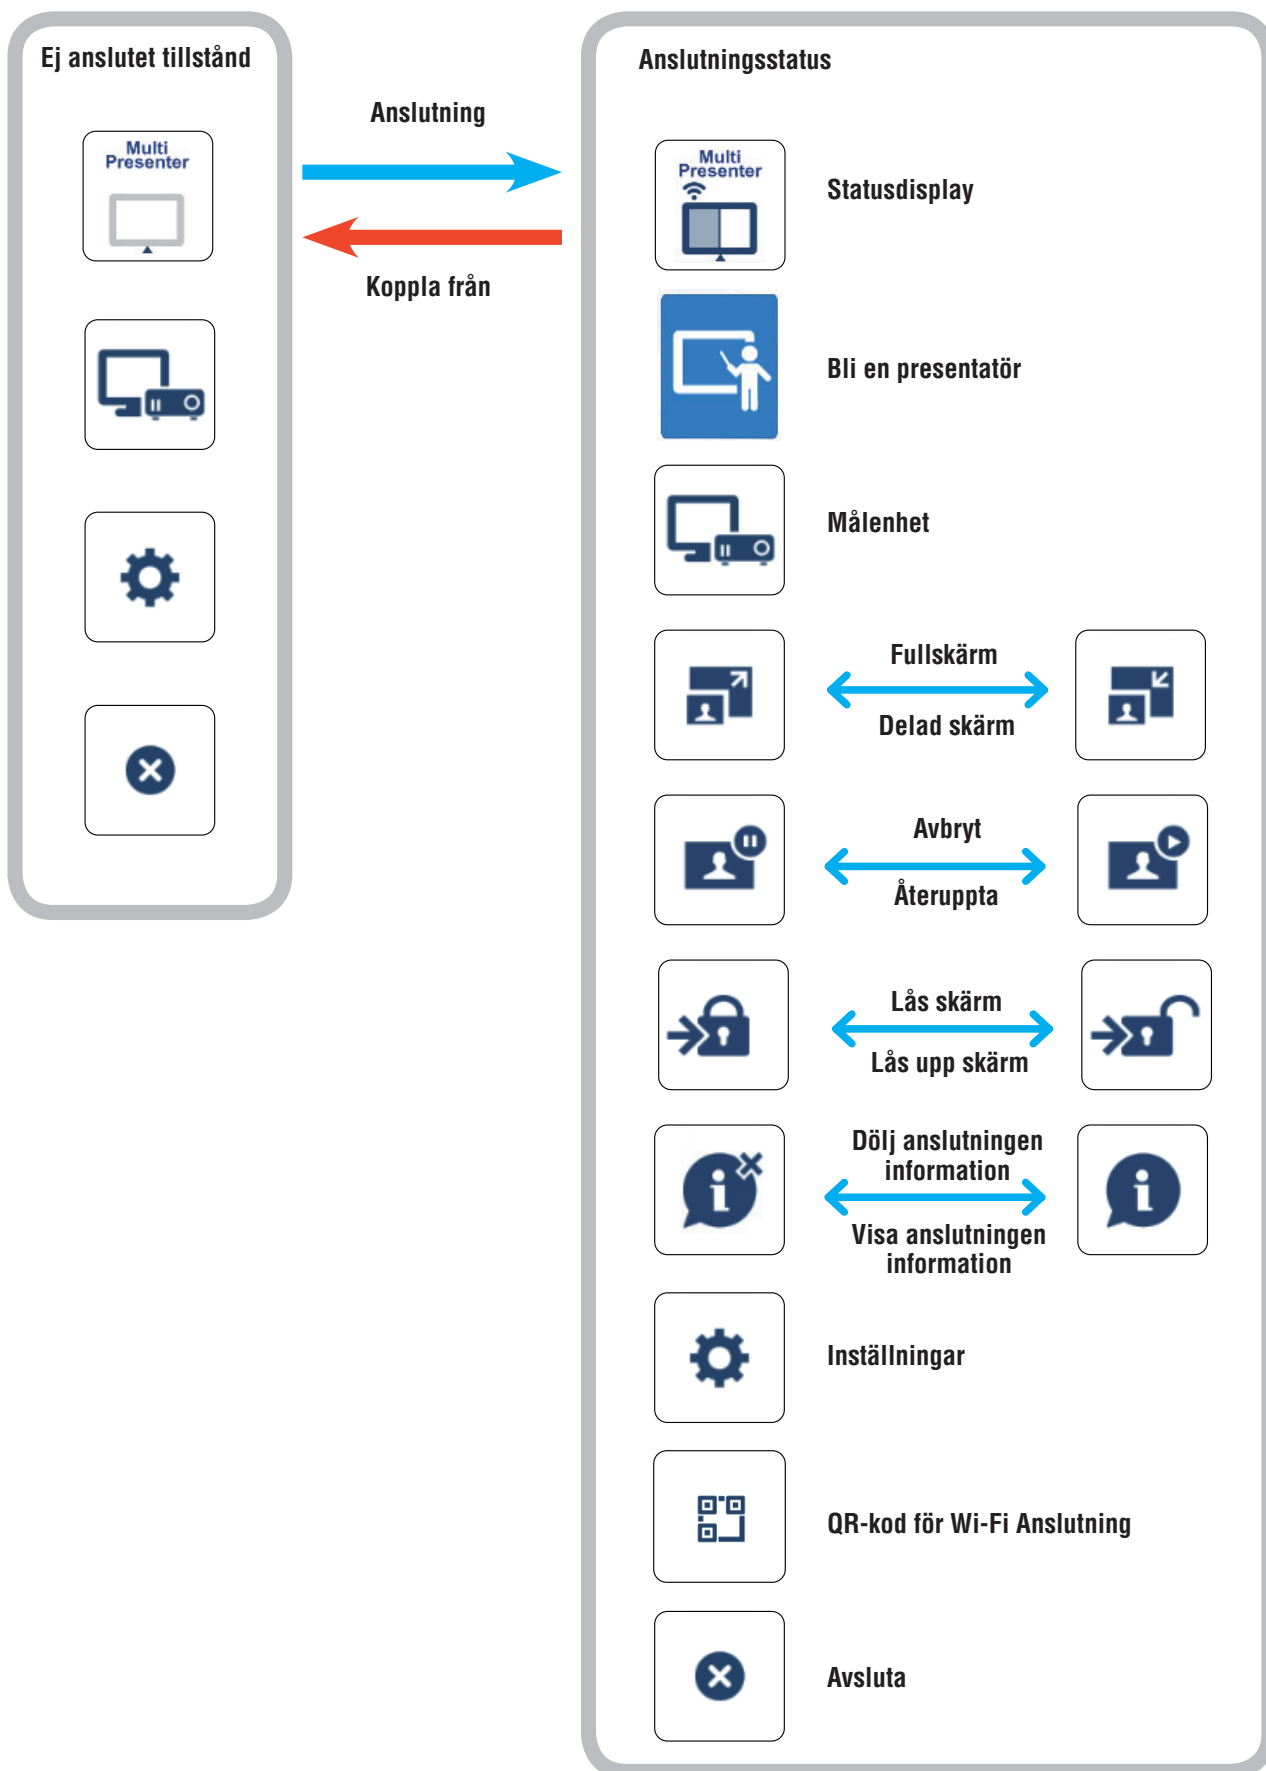 Ej anslutet tillstånd
Multi
Presenter
Anslutning
Koppla från
Anslutningsstatus
Multi
Presenter
Statusdisplay
Bli en presentatör
Målenhet
Fullskärm
Delad skärm
Avbryt
Återuppta
Lås skärm
Lås upp skärm
Dölj anslutningen
information
Visa anslutningen
information
Inställningar
QR-kod för Wi-Fi Anslutning
Avsluta